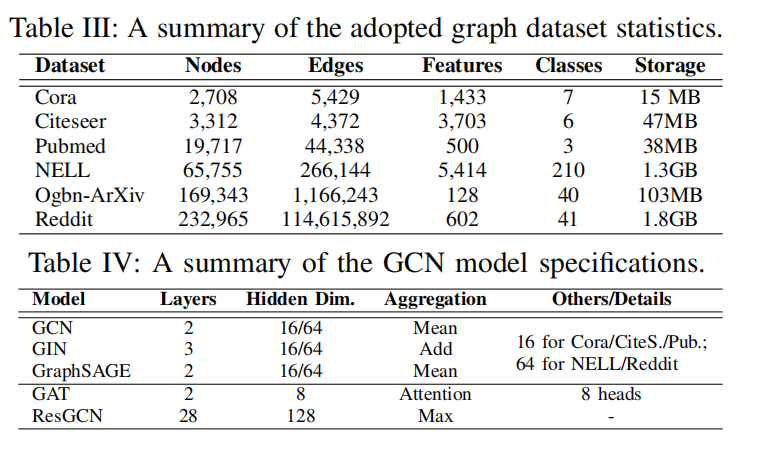 Table III: A summary of the adopted graph dataset statistics.
Dataset Nodes Edges Features Classes Storage
Cora 2,708 5,429 1,433 7 15 MB
Citeseer 3,312 4,372 3,703 6 47MB
Pubmed 19,717 44,338 500 3 38MB
NELL 65,755 266,144 5,414 210 1.3GB
Ogbn-ArXiv 169,343 1,166,243 128 40 103MB
Reddit 232,965 114,615,892 602 41 1.8GB
Table IV: A summary of the GCN model specifications.
Model Layers Hidden Dim. Aggregation Others/Details
GCN 2 16/64 Mean
GIN 3 16/64 Add
GraphSAGE 2 16/64 Mean
16 for Cora/CiteS./Pub.;
64 for NELL/Reddit
GAT 2 8 Attention 8 heads
ResGCN 28 128 Max -